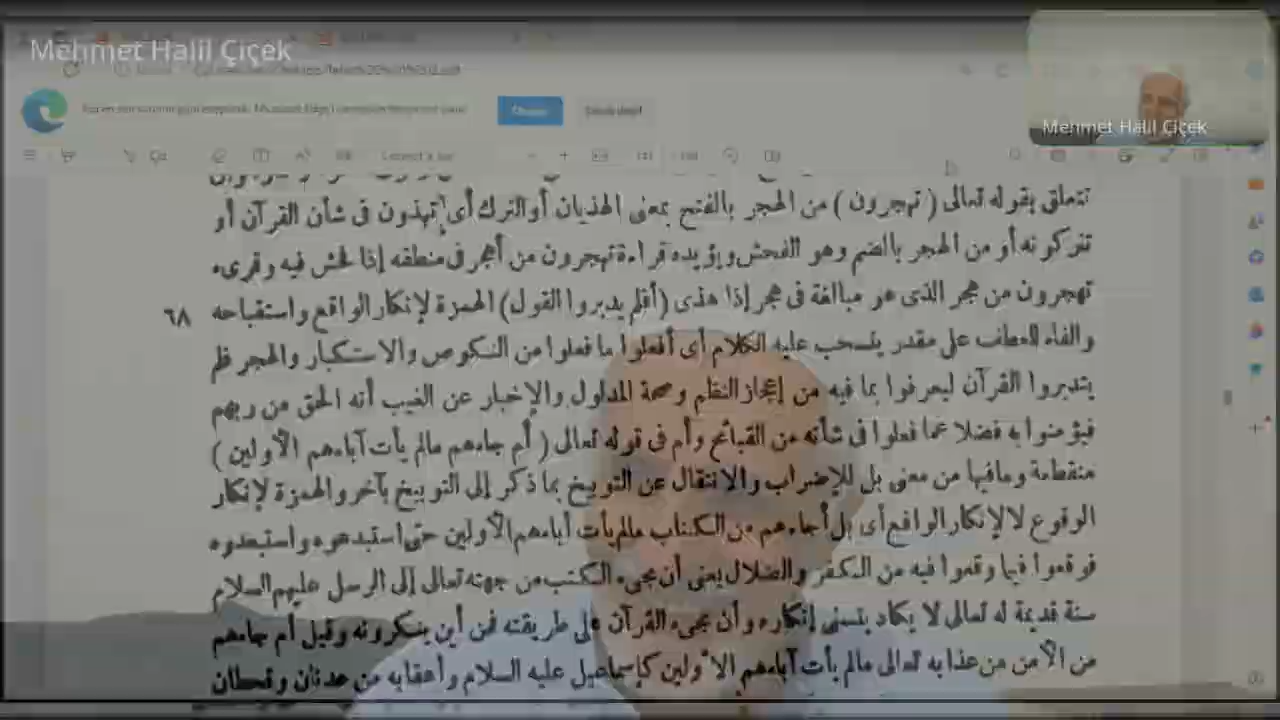 Mehmet Halil Çiçek
Mehmet Halil Çiçek
تتعلق بقوله تعالى ( تهجرون ) من الهجر بالفتح بمعنى الهذيان أو الترك أى تهذون فى شأن القرآن أو
تتركونه أو من الهجر بالضم وهو الفحش ويؤيده قراءة تهجرون من أهجر فى منطقه إذا فحش فيه وقرىء
تهجرون من هجر الذى هو مبالغة فى هجر إذا هذى (أفلم يدبروا القول) الهمزة لإنكار الواقع واستقباحه ٦٨
والفاء للعطف على مقدر ينسحب عليه الكلام أى أفعلوا ما فعلوا من النكوص والاستكبار والهجر فلم
يتدبروا القرآن ليعرفوا بما فيه من إعجاز النظم وصحة المدلول والإخبار عن الغيب أنه الحق من ربهم
فيؤمنوا به فضلا عما فعلوا فى شأنه من القبائح وأم فى قوله تعالى ( أم جاءهم مالم يأت آباءهم الأولين )
منقطعة وما فيها من معنى بل للإضراب والانتقال عن التوبيخ بما ذكر إلى التوبيخ بآخر والهمزة لإنكار
الوقوع لا لإنكار الواقع أى بل أجاءهم من الكتاب مالم يأت آباءهم الأولين حتى استبدعوه واستبعدوه
فوقعوا فيما وقعوا فيه من الكفر والضلال يعنى أن مجىء الكتب من جهته تعالى إلى الرسل عليهم السلام
سنة قديمة له تعالى لا يكاد يتسنى إنكاره وأن مجىء القرآن على طريقته فمن أين ينكرونه وقيل أم جاءهم
من الأمن من عذابه تعالى مالم يأت آباءهم الأولين كإسماعيل عليه السلام وأعقابه من عدنان وقحطان